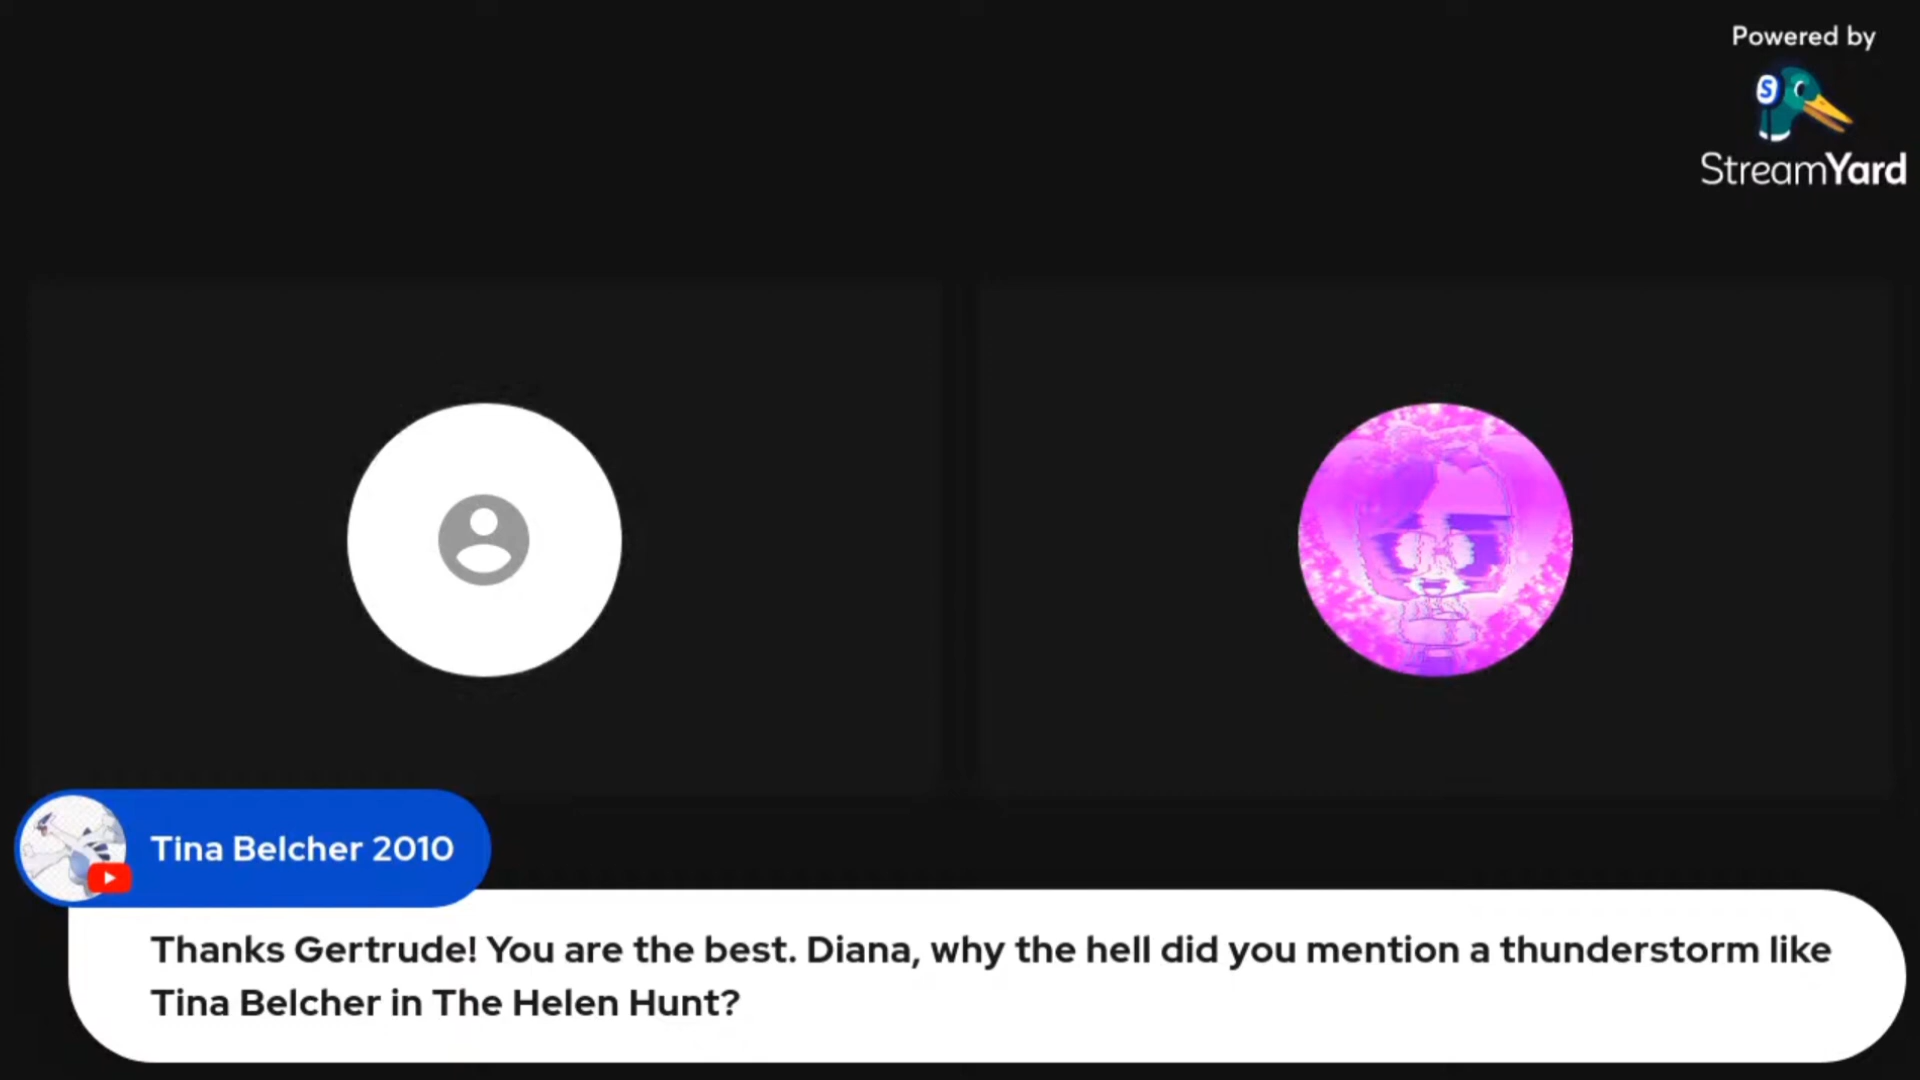 Powered by
S
StreamYard
Tina Belcher 2010
Thanks Gertrude! You are the best. Diana, why the hell did you mention a thunderstorm like
Tina Belcher in The Helen Hunt?